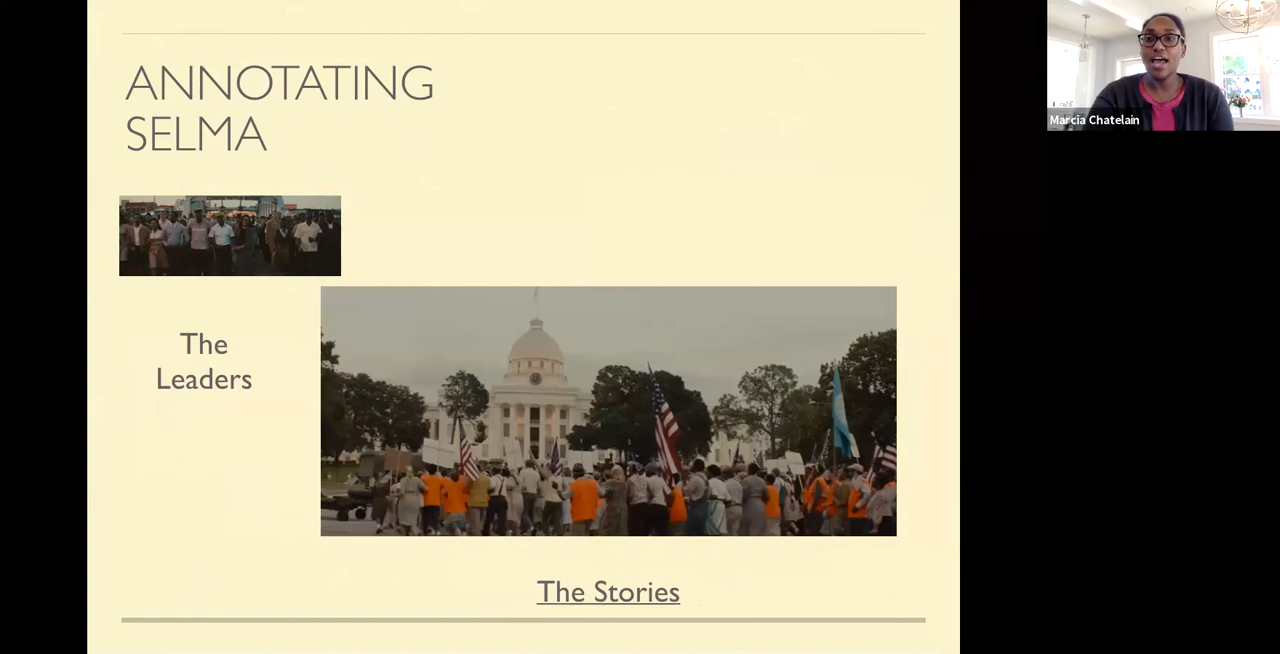 ANNOTATING
SELMA
Marcia Chatelain
The
Leaders
The Stories